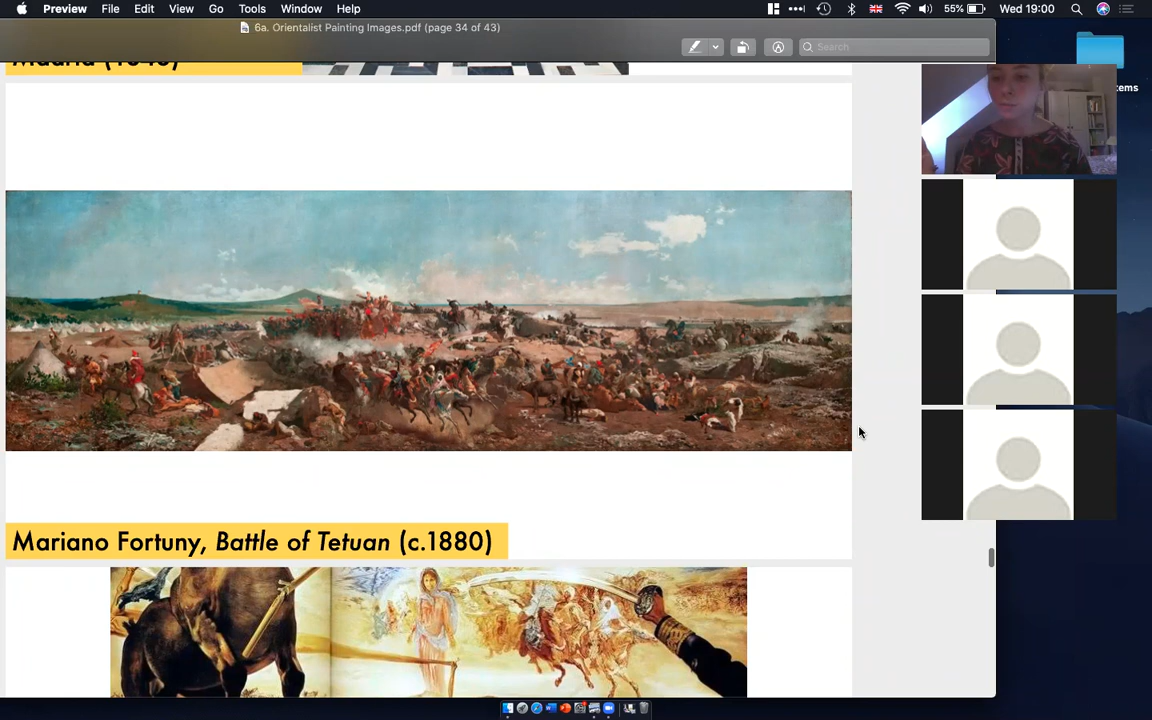 Preview File Edit View Go Tools Window Help 55% Wed 19:00
6a. Orientalist Painting Images.pdf (page 34 of 43)
Search
Mariano Fortuny, Battle of Tetuan (c.1880)